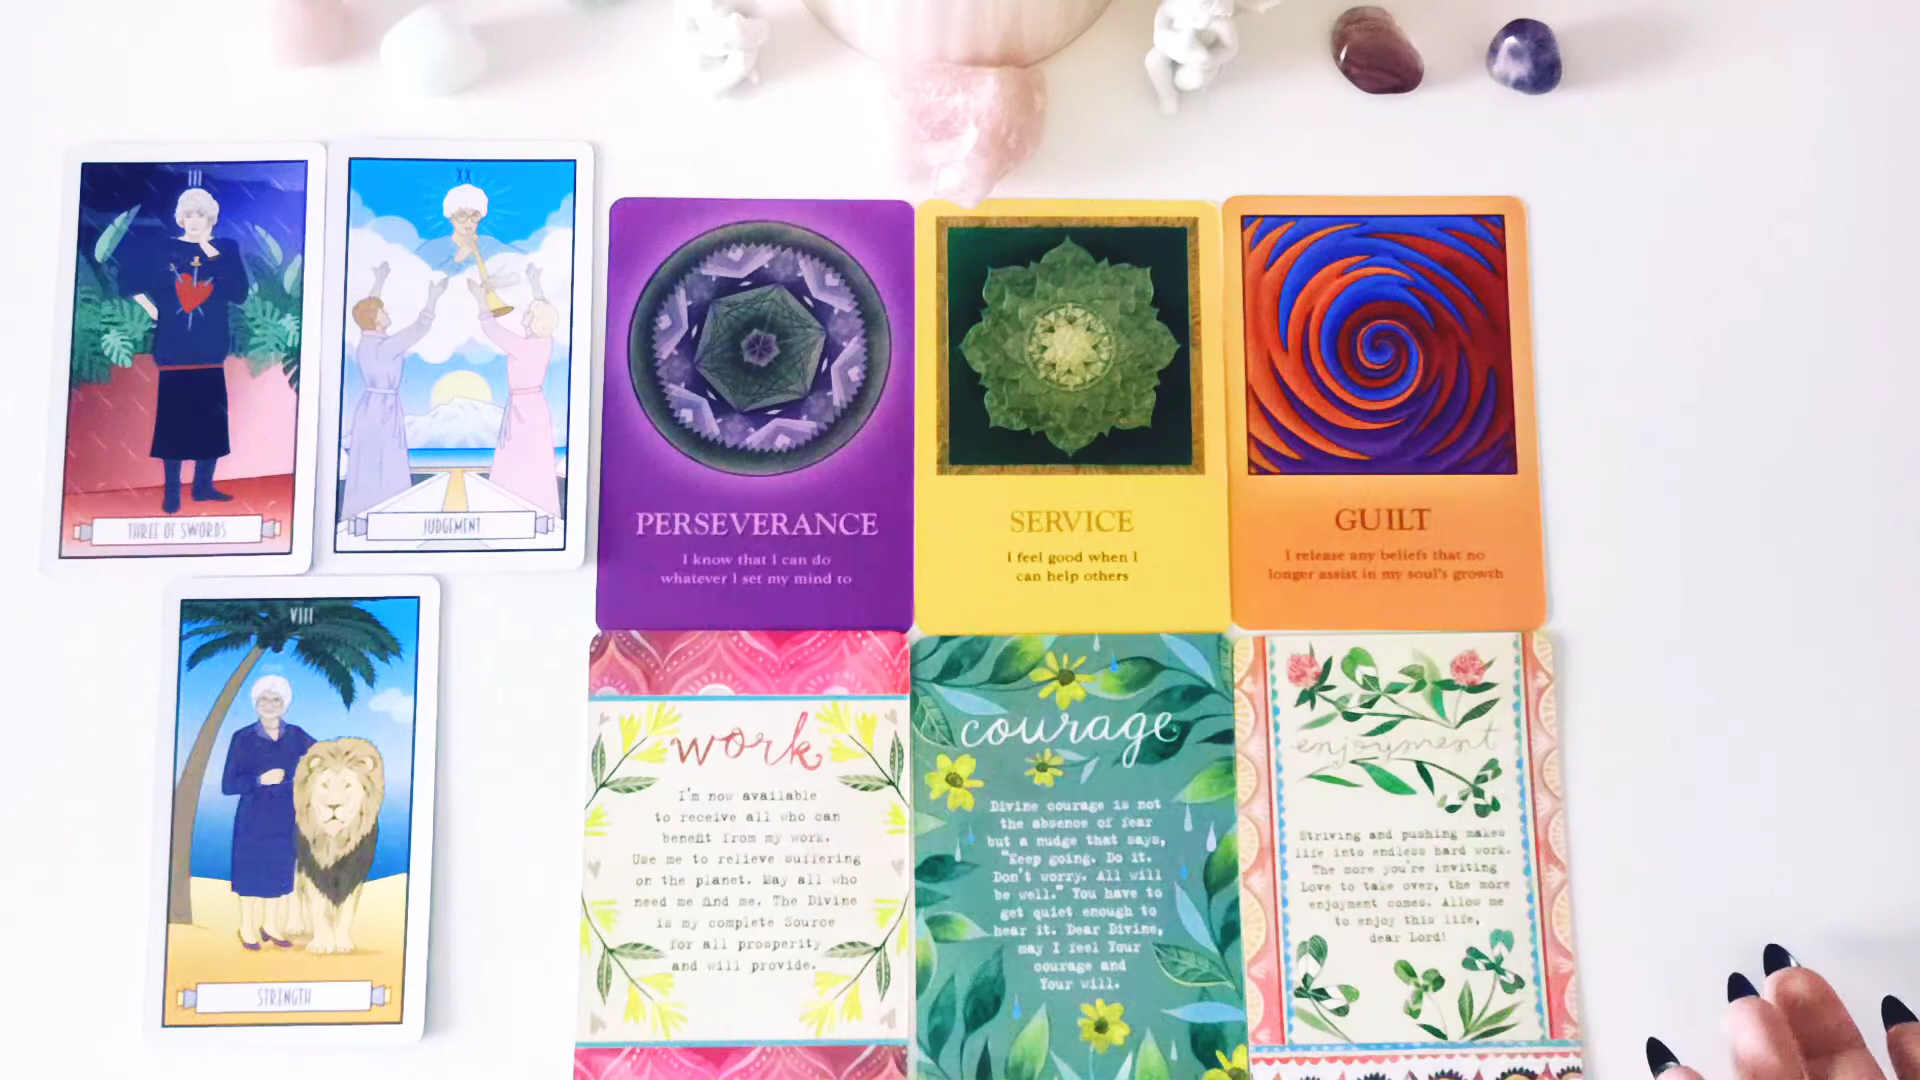 III
THREE OF SWORDS
XX
JUDGEMENT
VIII
STRENGTH
PERSEVERANCE
I know that I can do
whatever I set my mind to
SERVICE
I feel good when I
can help others
GUILT
I release any beliefs that no
longer assist in my soul's growth
work
I'm now available
to receive all who can
benefit from my work.
Use me to relieve suffering
on the planet. May all who
need me find me. The Divine
is my complete Source
for all prosperity
and will provide.
courage
Divine courage is not
the absence of fear
but a nudge that says,
"Keep going. Do it.
Don't worry. All will
be well." You have to
get quiet enough to
hear it. Dear Divine,
may I feel Your
courage and
Your will.
enjoyment
Striving and pushing makes
life into endless hard work.
The more you're inviting
Love to take over, the more
enjoyment comes. Allow me
to enjoy this life,
dear Lord!